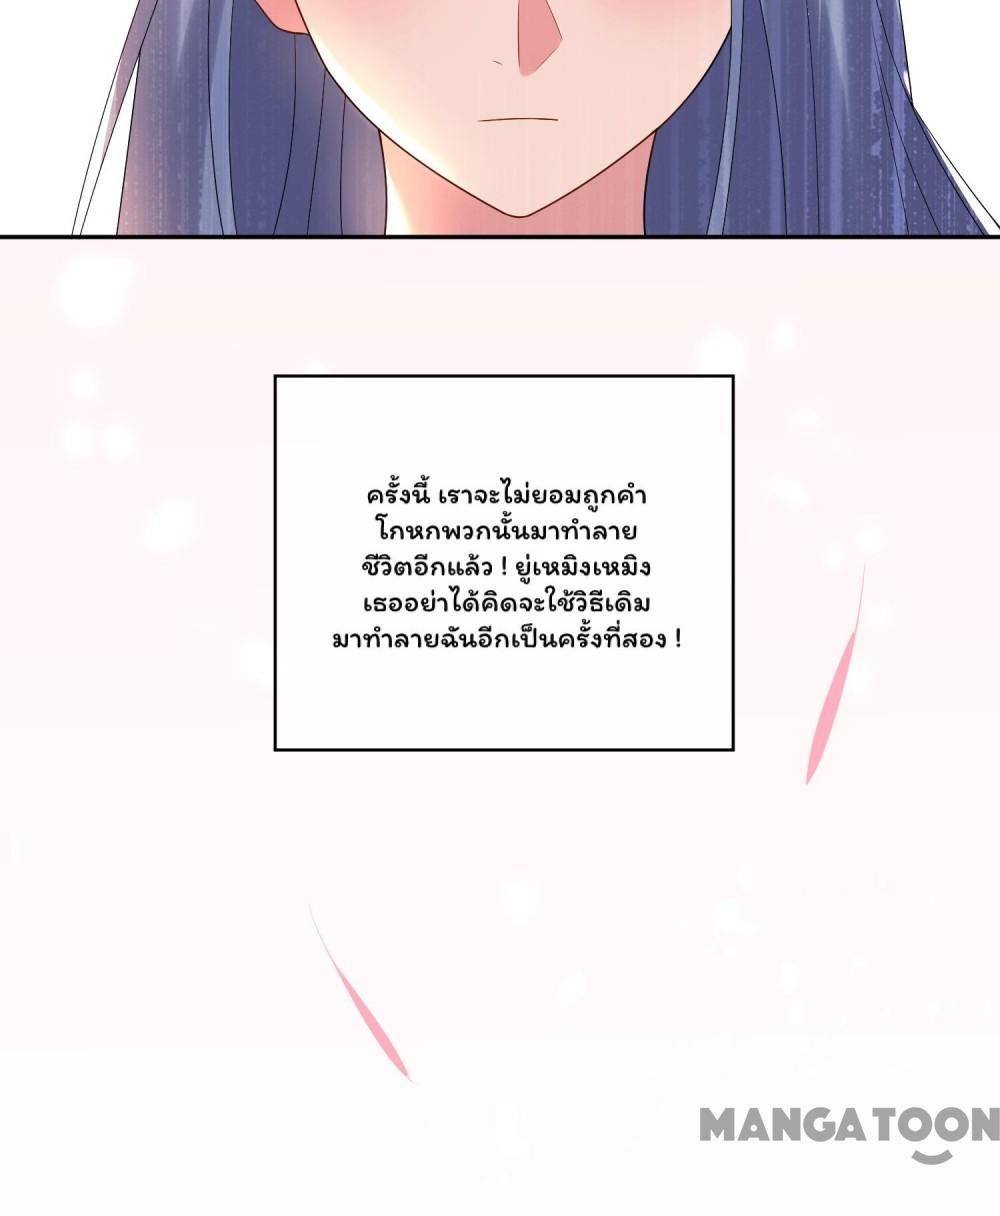 ครั้งนี้ เราจะไม่ยอมถูกคำ
โกหกพวกนั้นมาทำลาย
ชีวิตอีกแล้ว ! ยู่เหมิงเหมิง
เธออย่าได้คิดจะใช้วิธีเดิม
มาทำลายฉันอีกเป็นครั้งที่สอง !
MANGATOON